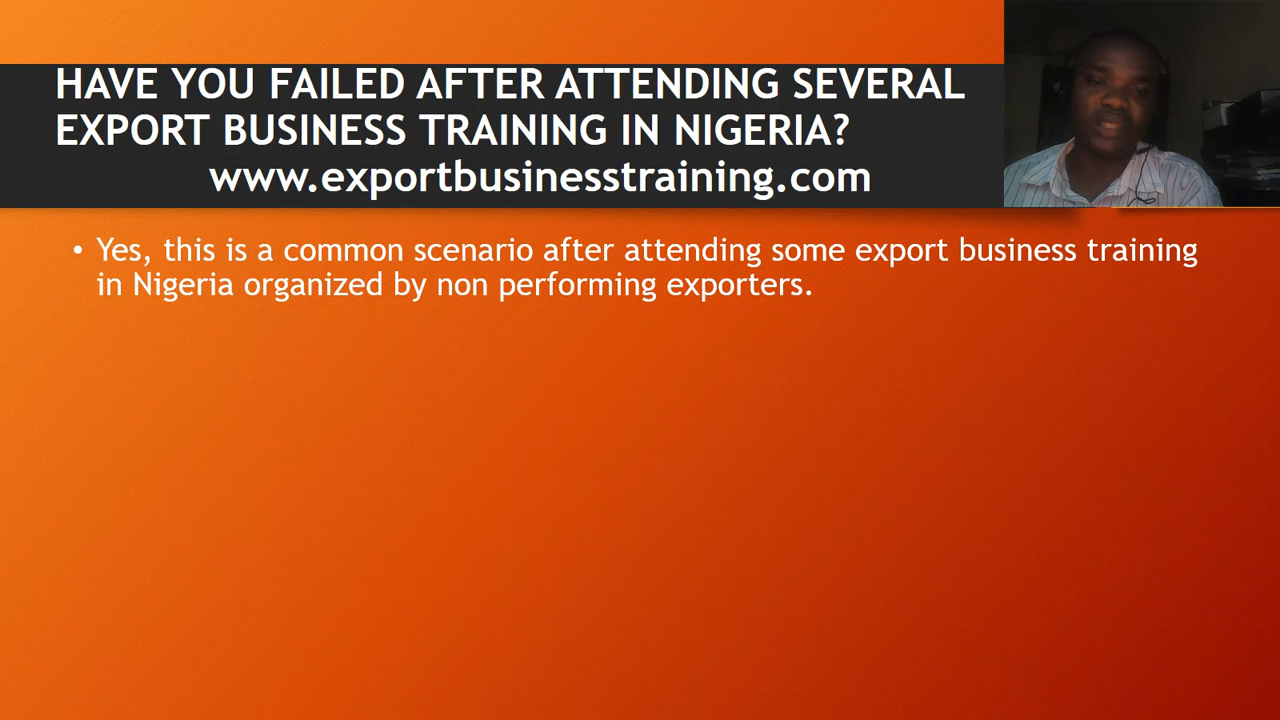 HAVE YOU FAILED AFTER ATTENDING SEVERAL
EXPORT BUSINESS TRAINING IN NIGERIA?
www.exportbusinesstraining.com
• Yes, this is a common scenario after attending some export business training
in Nigeria organized by non performing exporters.